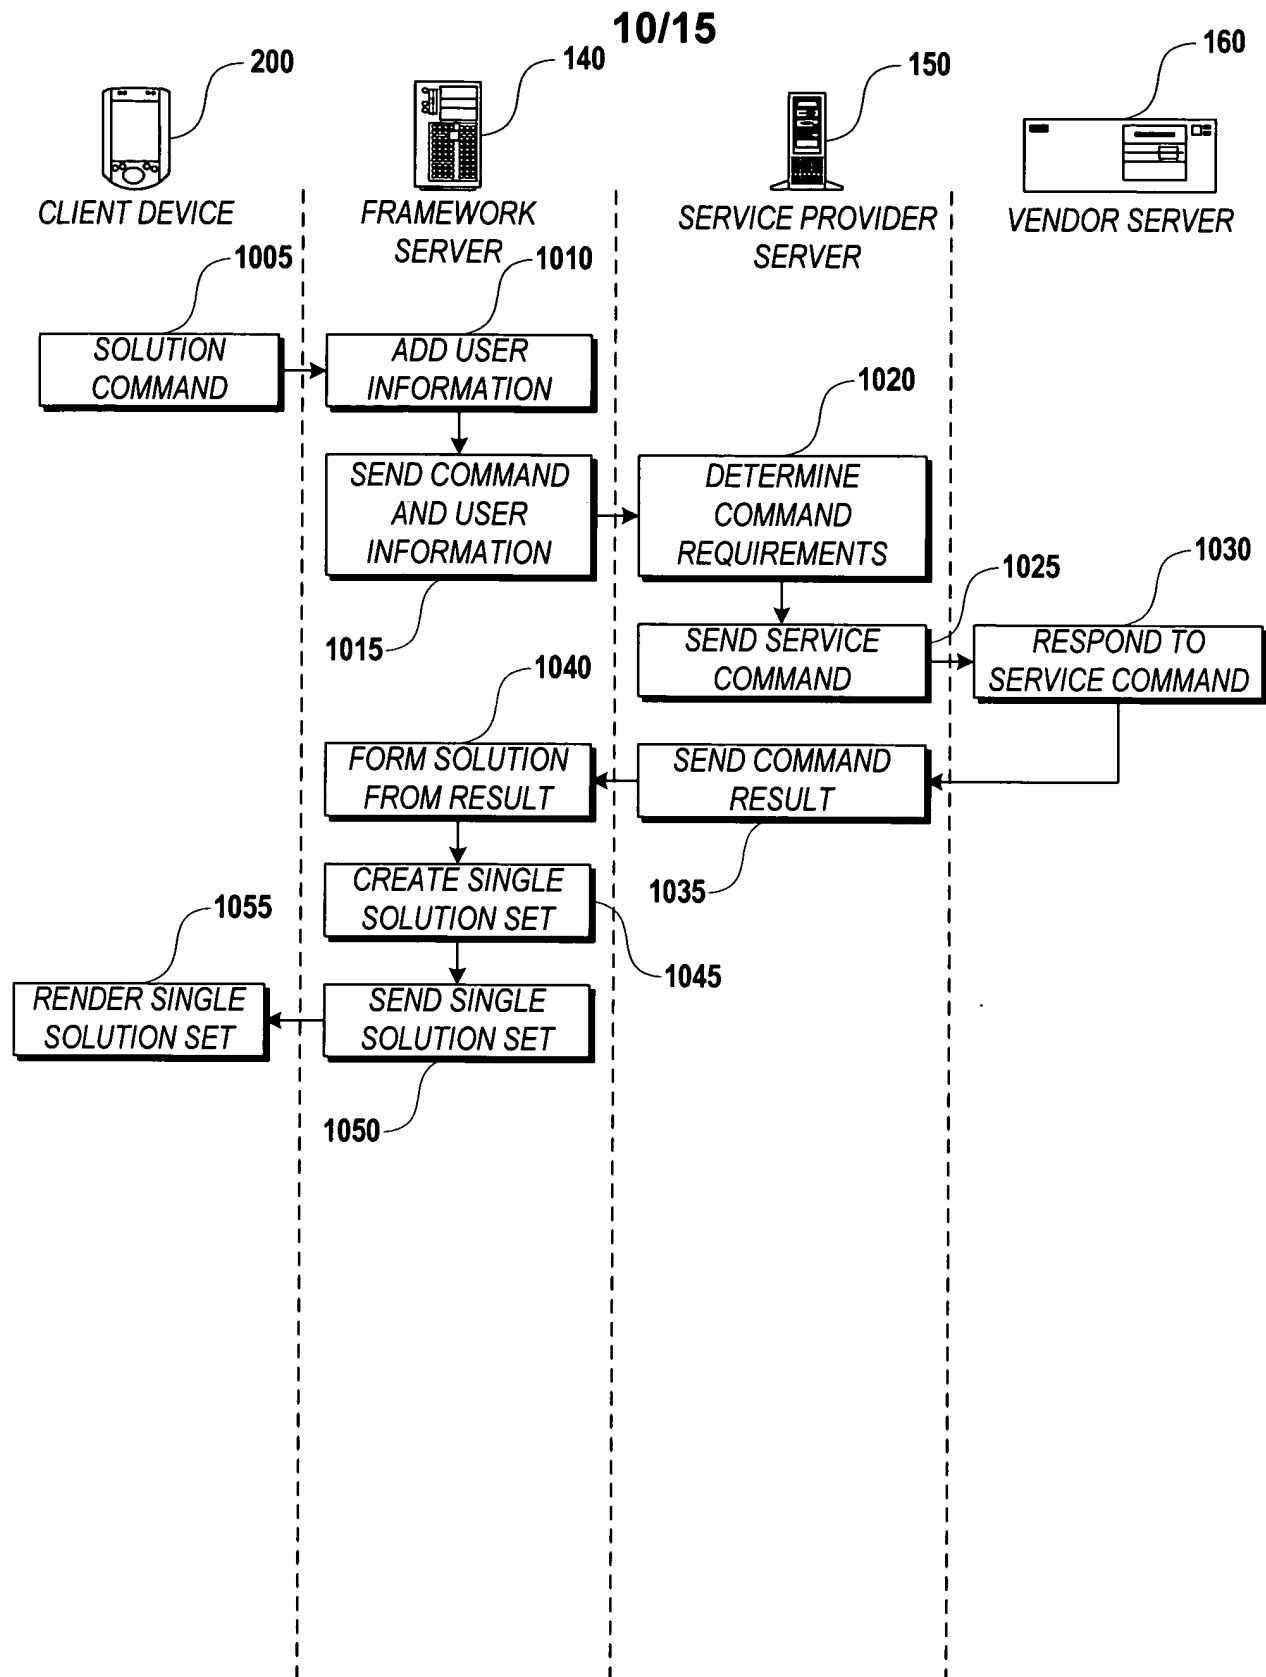 10/15
200
140
150
160
CLIENT DEVICE
FRAMEWORK
SERVER
SERVICE PROVIDER
SERVER
VENDOR SERVER
1005
1010
SOLUTION
COMMAND
ADD USER
INFORMATION
1020
SEND COMMAND
AND USER
INFORMATION
DETERMINE
COMMAND
REQUIREMENTS
1015
1025
1030
SEND SERVICE
COMMAND
RESPOND TO
SERVICE COMMAND
1040
FORM SOLUTION
FROM RESULT
SEND COMMAND
RESULT
1035
CREATE SINGLE
SOLUTION SET
1045
1055
RENDER SINGLE
SOLUTION SET
SEND SINGLE
SOLUTION SET
1050